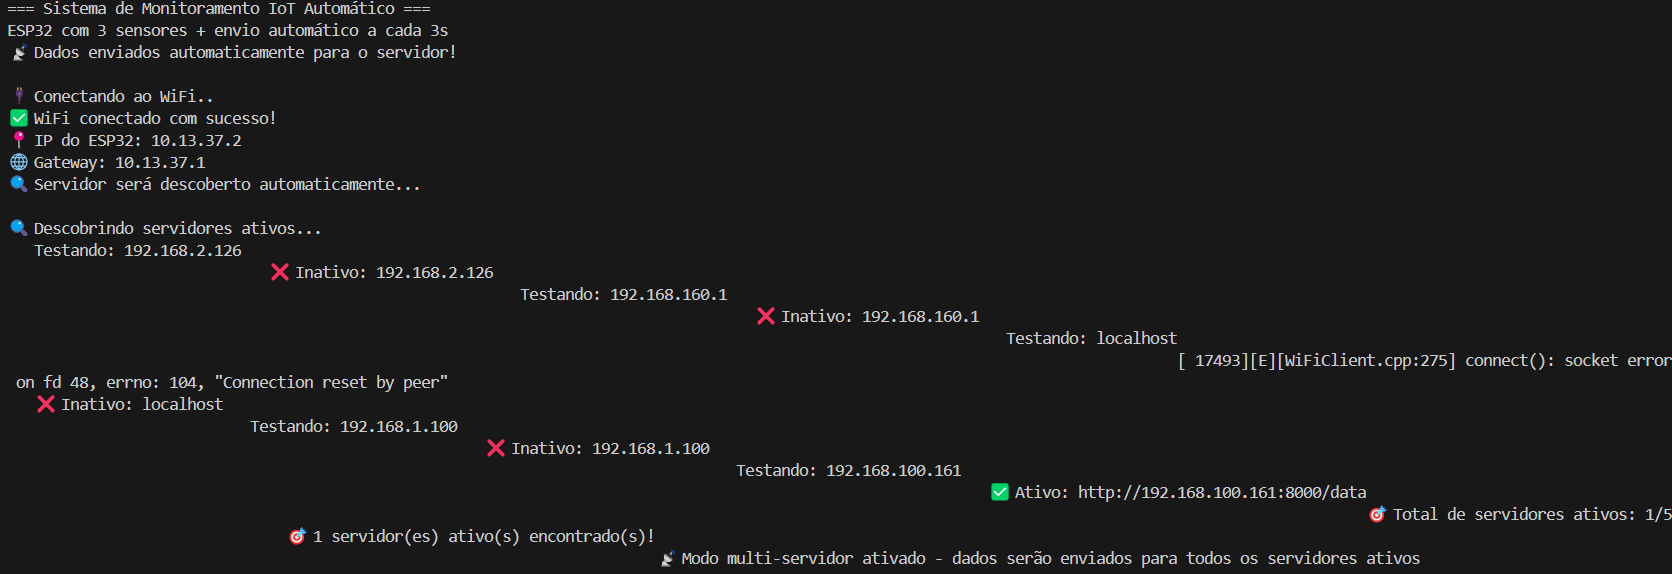 === Sistema de Monitoramento IoT Automático ===
ESP32 com 3 sensores + envio automático a cada 3s
📡 Dados enviados automaticamente para o servidor!
🔌 Conectando ao WiFi..
✅ WiFi conectado com sucesso!
📍 IP do ESP32: 10.13.37.2
🌐 Gateway: 10.13.37.1
🔍 Servidor será descoberto automaticamente...
🔍 Descobrindo servidores ativos...
Testando: 192.168.2.126
❌ Inativo: 192.168.2.126
Testando: 192.168.160.1
❌ Inativo: 192.168.160.1
Testando: localhost
[ 17493][E][WiFiClient.cpp:275] connect(): socket error
on fd 48, errno: 104, "Connection reset by peer"
❌ Inativo: localhost
Testando: 192.168.1.100
❌ Inativo: 192.168.1.100
Testando: 192.168.100.161
✅ Ativo: http://192.168.100.161:8000/data
🎯 Total de servidores ativos: 1/5
🎯 1 servidor(es) ativo(s) encontrado(s)!
📡 Modo multi-servidor ativado - dados serão enviados para todos os servidores ativos